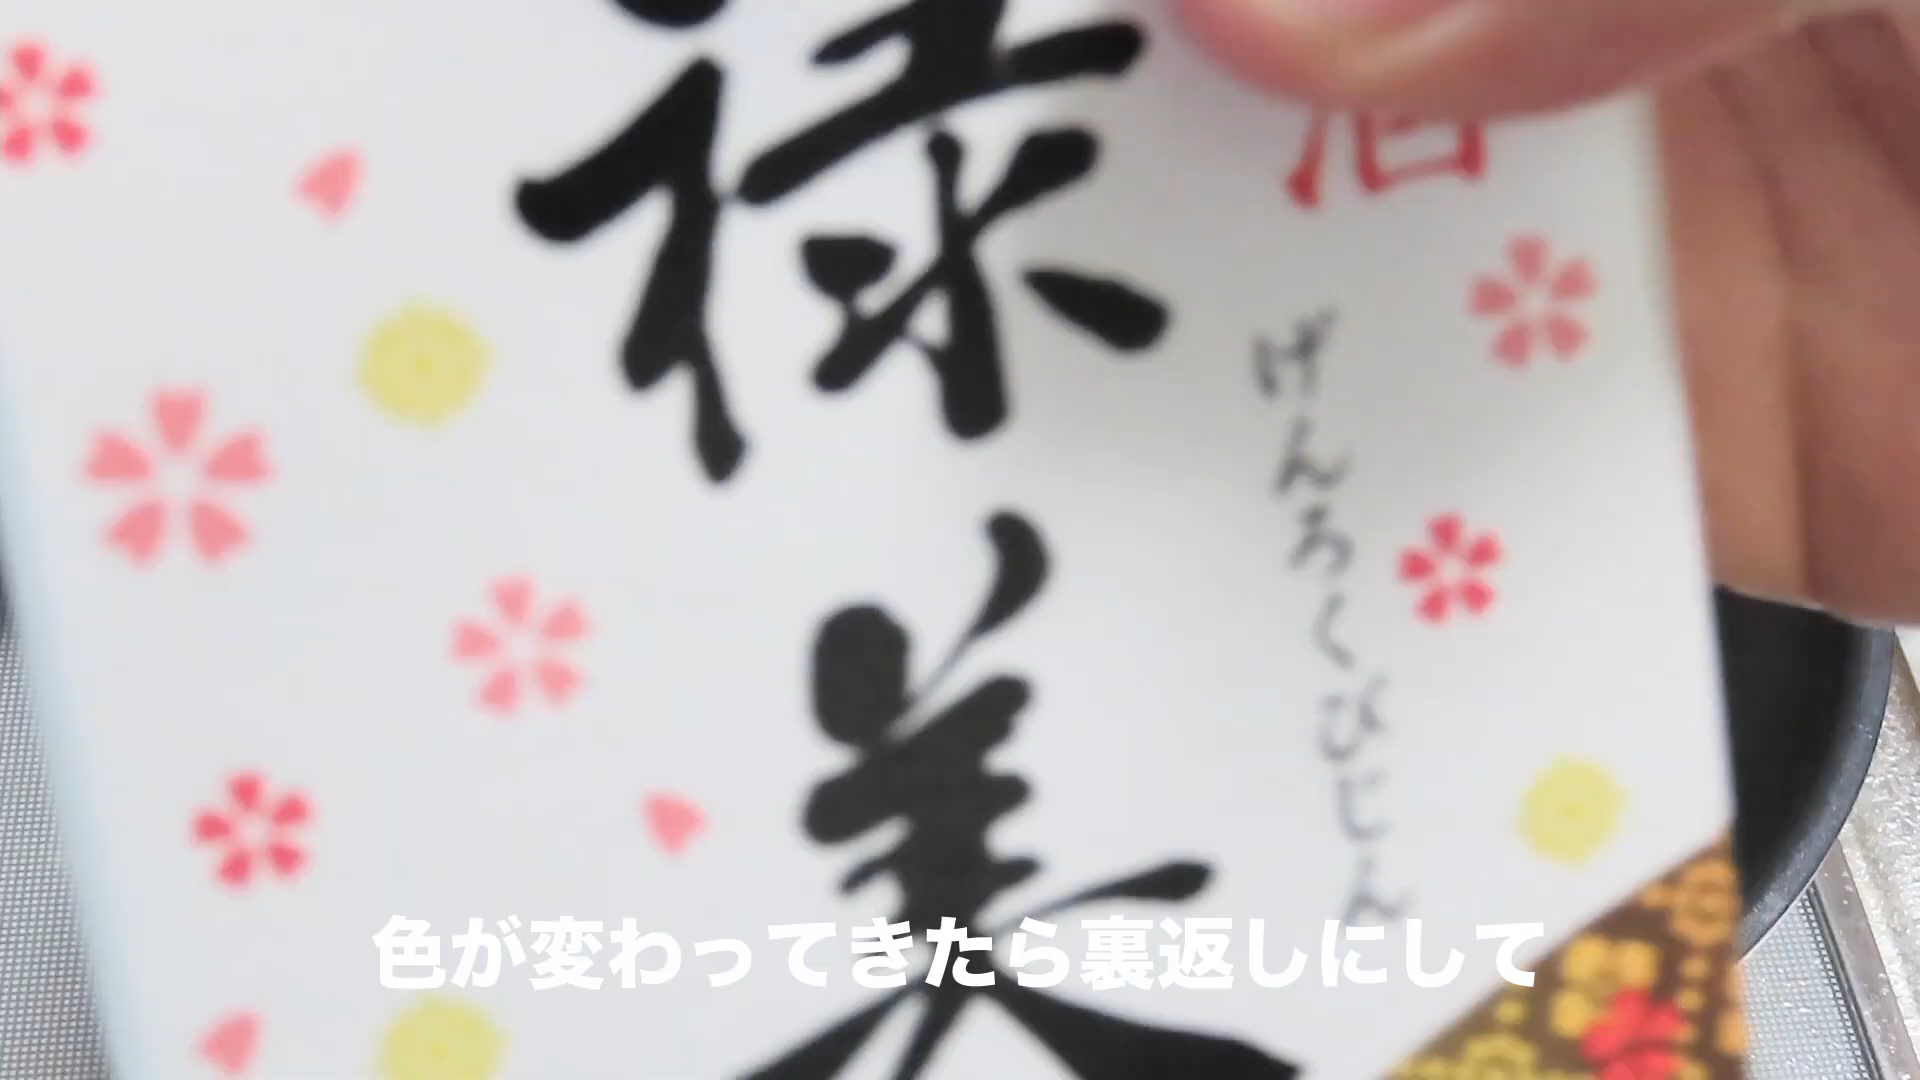 酒
禄美
げんろくびじん
色が変わってきたら裏返しにして